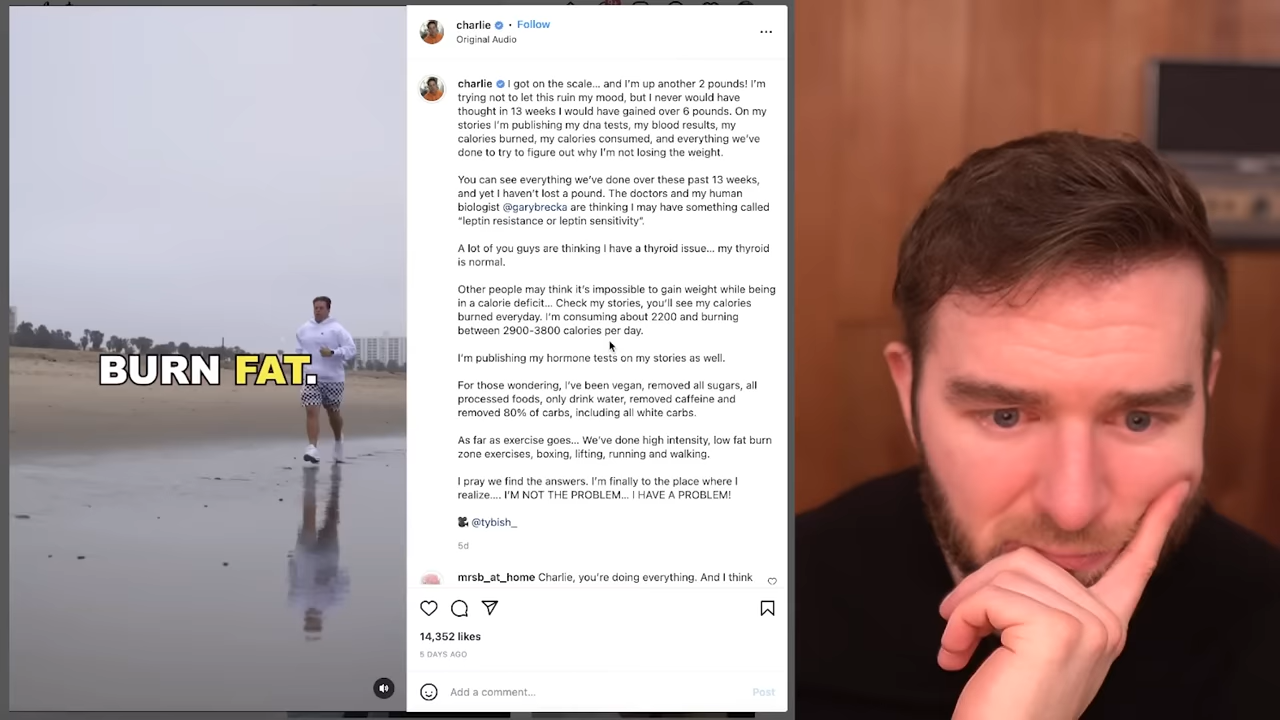 charlie • Follow
Original Audio
charlie I got on the scale... and I'm up another 2 pounds! I'm
trying not to let this ruin my mood, but I never would have
thought in 13 weeks I would have gained over 6 pounds. On my
stories I'm publishing my dna tests, my blood results, my
calories burned, my calories consumed, and everything we've
done to try to figure out why I'm not losing the weight.
You can see everything we've done over these past 13 weeks,
and yet I haven't lost a pound. The doctors and my human
biologist @garybrecka are thinking I may have something called
"leptin resistance or leptin sensitivity".
A lot of you guys are thinking I have a thyroid issue... my thyroid
is normal.
Other people may think it's impossible to gain weight while being
in a calorie deficit... Check my stories, you'll see my calories
burned everyday. I'm consuming about 2200 and burning
between 2900-3800 calories per day.
I'm publishing my hormone tests on my stories as well.
For those wondering, I've been vegan, removed all sugars, all
processed foods, only drink water, removed caffeine and
removed 80% of carbs, including all white carbs.
As far as exercise goes... We've done high intensity, low fat burn
zone exercises, boxing, lifting, running and walking.
I pray we find the answers. I'm finally to the place where I
realize.... I'M NOT THE PROBLEM... I HAVE A PROBLEM!
@tybish_
5d
mrsb_at_home Charlie, you're doing everything. And I think
14,352 likes
5 DAYS AGO
Add a comment...
Post
BURN FAT.